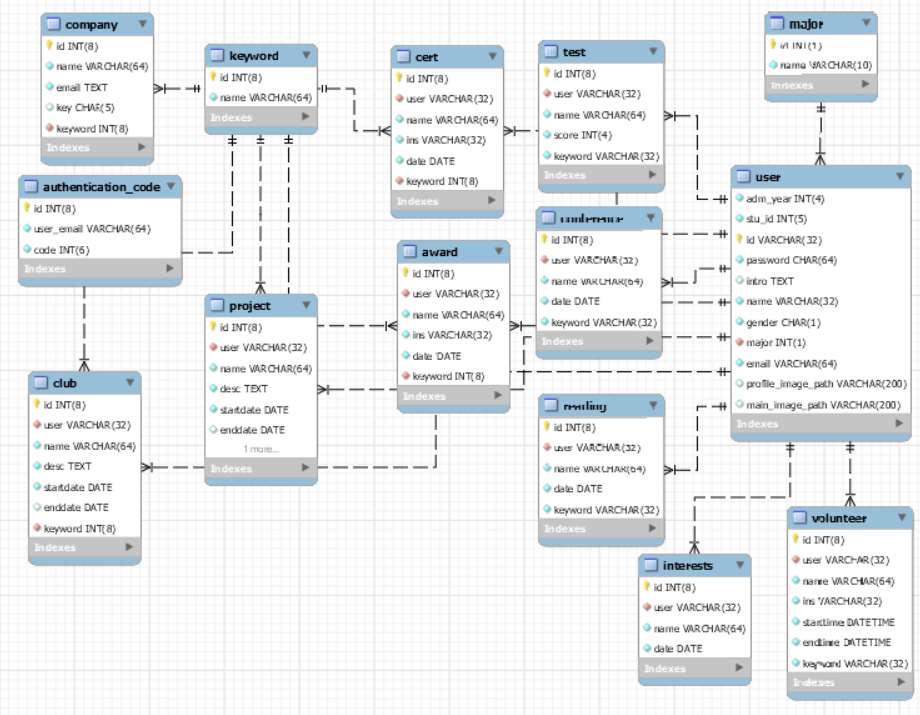 company
id INT(8)
name VARCHAR(64)
email TEXT
key CHAR(5)
keyword INT(8)
Indexes
keyword
id INT(8)
name VARCHAR(64)
Indexes
cert
id INT(8)
user VARCHAR(32)
name VARCHAR(64)
ins VARCHAR(32)
date DATE
keyword INT(8)
Indexes
test
id INT(8)
user VARCHAR(32)
name VARCHAR(64)
score INT(4)
keyword VARCHAR(32)
Indexes
major
id INT(1)
name VARCHAR(10)
Indexes
authentication_code
id INT(8)
user_email VARCHAR(64)
code INT(6)
Indexes
user
adm_year INT(4)
stu_id INT(5)
id VARCHAR(32)
password CHAR(64)
intro TEXT
name VARCHAR(32)
gender CHAR(1)
major INT(1)
email VARCHAR(64)
profile_image_path VARCHAR(200)
main_image_path VARCHAR(200)
Indexes
conference
id INT(8)
user VARCHAR(32)
name VARCHAR(64)
date DATE
keyword VARCHAR(32)
Indexes
award
id INT(8)
user VARCHAR(32)
name VARCHAR(64)
ins VARCHAR(32)
date DATE
keyword INT(8)
Indexes
project
id INT(8)
user VARCHAR(32)
name VARCHAR(64)
desc TEXT
startdate DATE
enddate DATE
1 more...
Indexes
club
id INT(8)
user VARCHAR(32)
name VARCHAR(64)
desc TEXT
startdate DATE
enddate DATE
keyword INT(8)
Indexes
reading
id INT(8)
user VARCHAR(32)
name VARCHAR(64)
date DATE
keyword VARCHAR(32)
Indexes
interests
id INT(8)
user VARCHAR(32)
name VARCHAR(64)
date DATE
Indexes
volunteer
id INT(8)
user VARCHAR(32)
name VARCHAR(64)
ins VARCHAR(32)
starttime DATETIME
endtime DATETIME
keyword VARCHAR(32)
Indexes